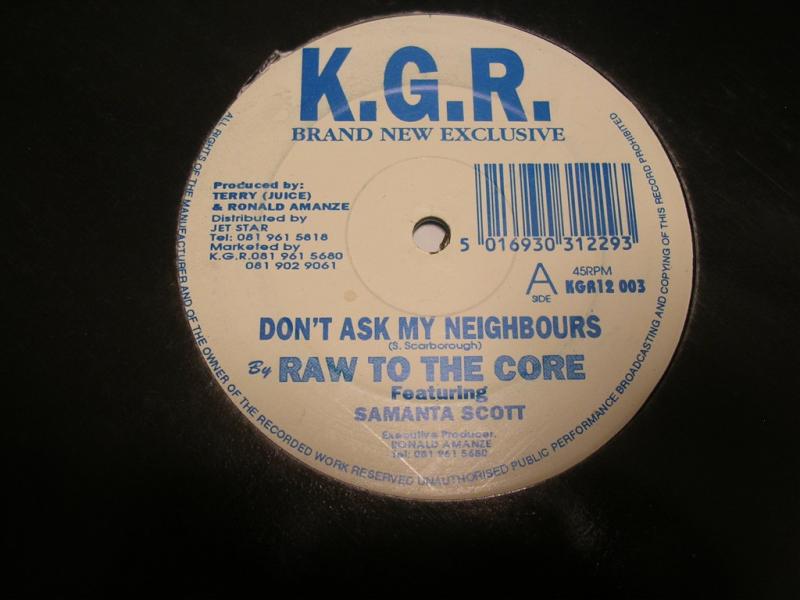 K.G.R.
BRAND NEW EXCLUSIVE
Produced by:
TERRY (JUICE)
& RONALD AMANZE
Distributed by
JET STAR
Tel: 081 961 5818
Marketed by
K.G.R.081 961 5680
081 902 9061
5 016930 312293
A
SIDE
45RPM
KGR12 003
DON'T ASK MY NEIGHBOURS
(S. Scarborough)
By RAW TO THE CORE
Featuring
SAMANTA SCOTT
Executive Producer.
RONALD AMANZE
Tel: 081 961 5680
ALL RIGHTS OF THE MANUFACTURER AND OF THE OWNER OF THE RECORDED WORK RESERVED UNAUTHORISED PUBLIC PERFORMANCE BROADCASTING AND COPYING OF THIS RECORD PROHIBITED